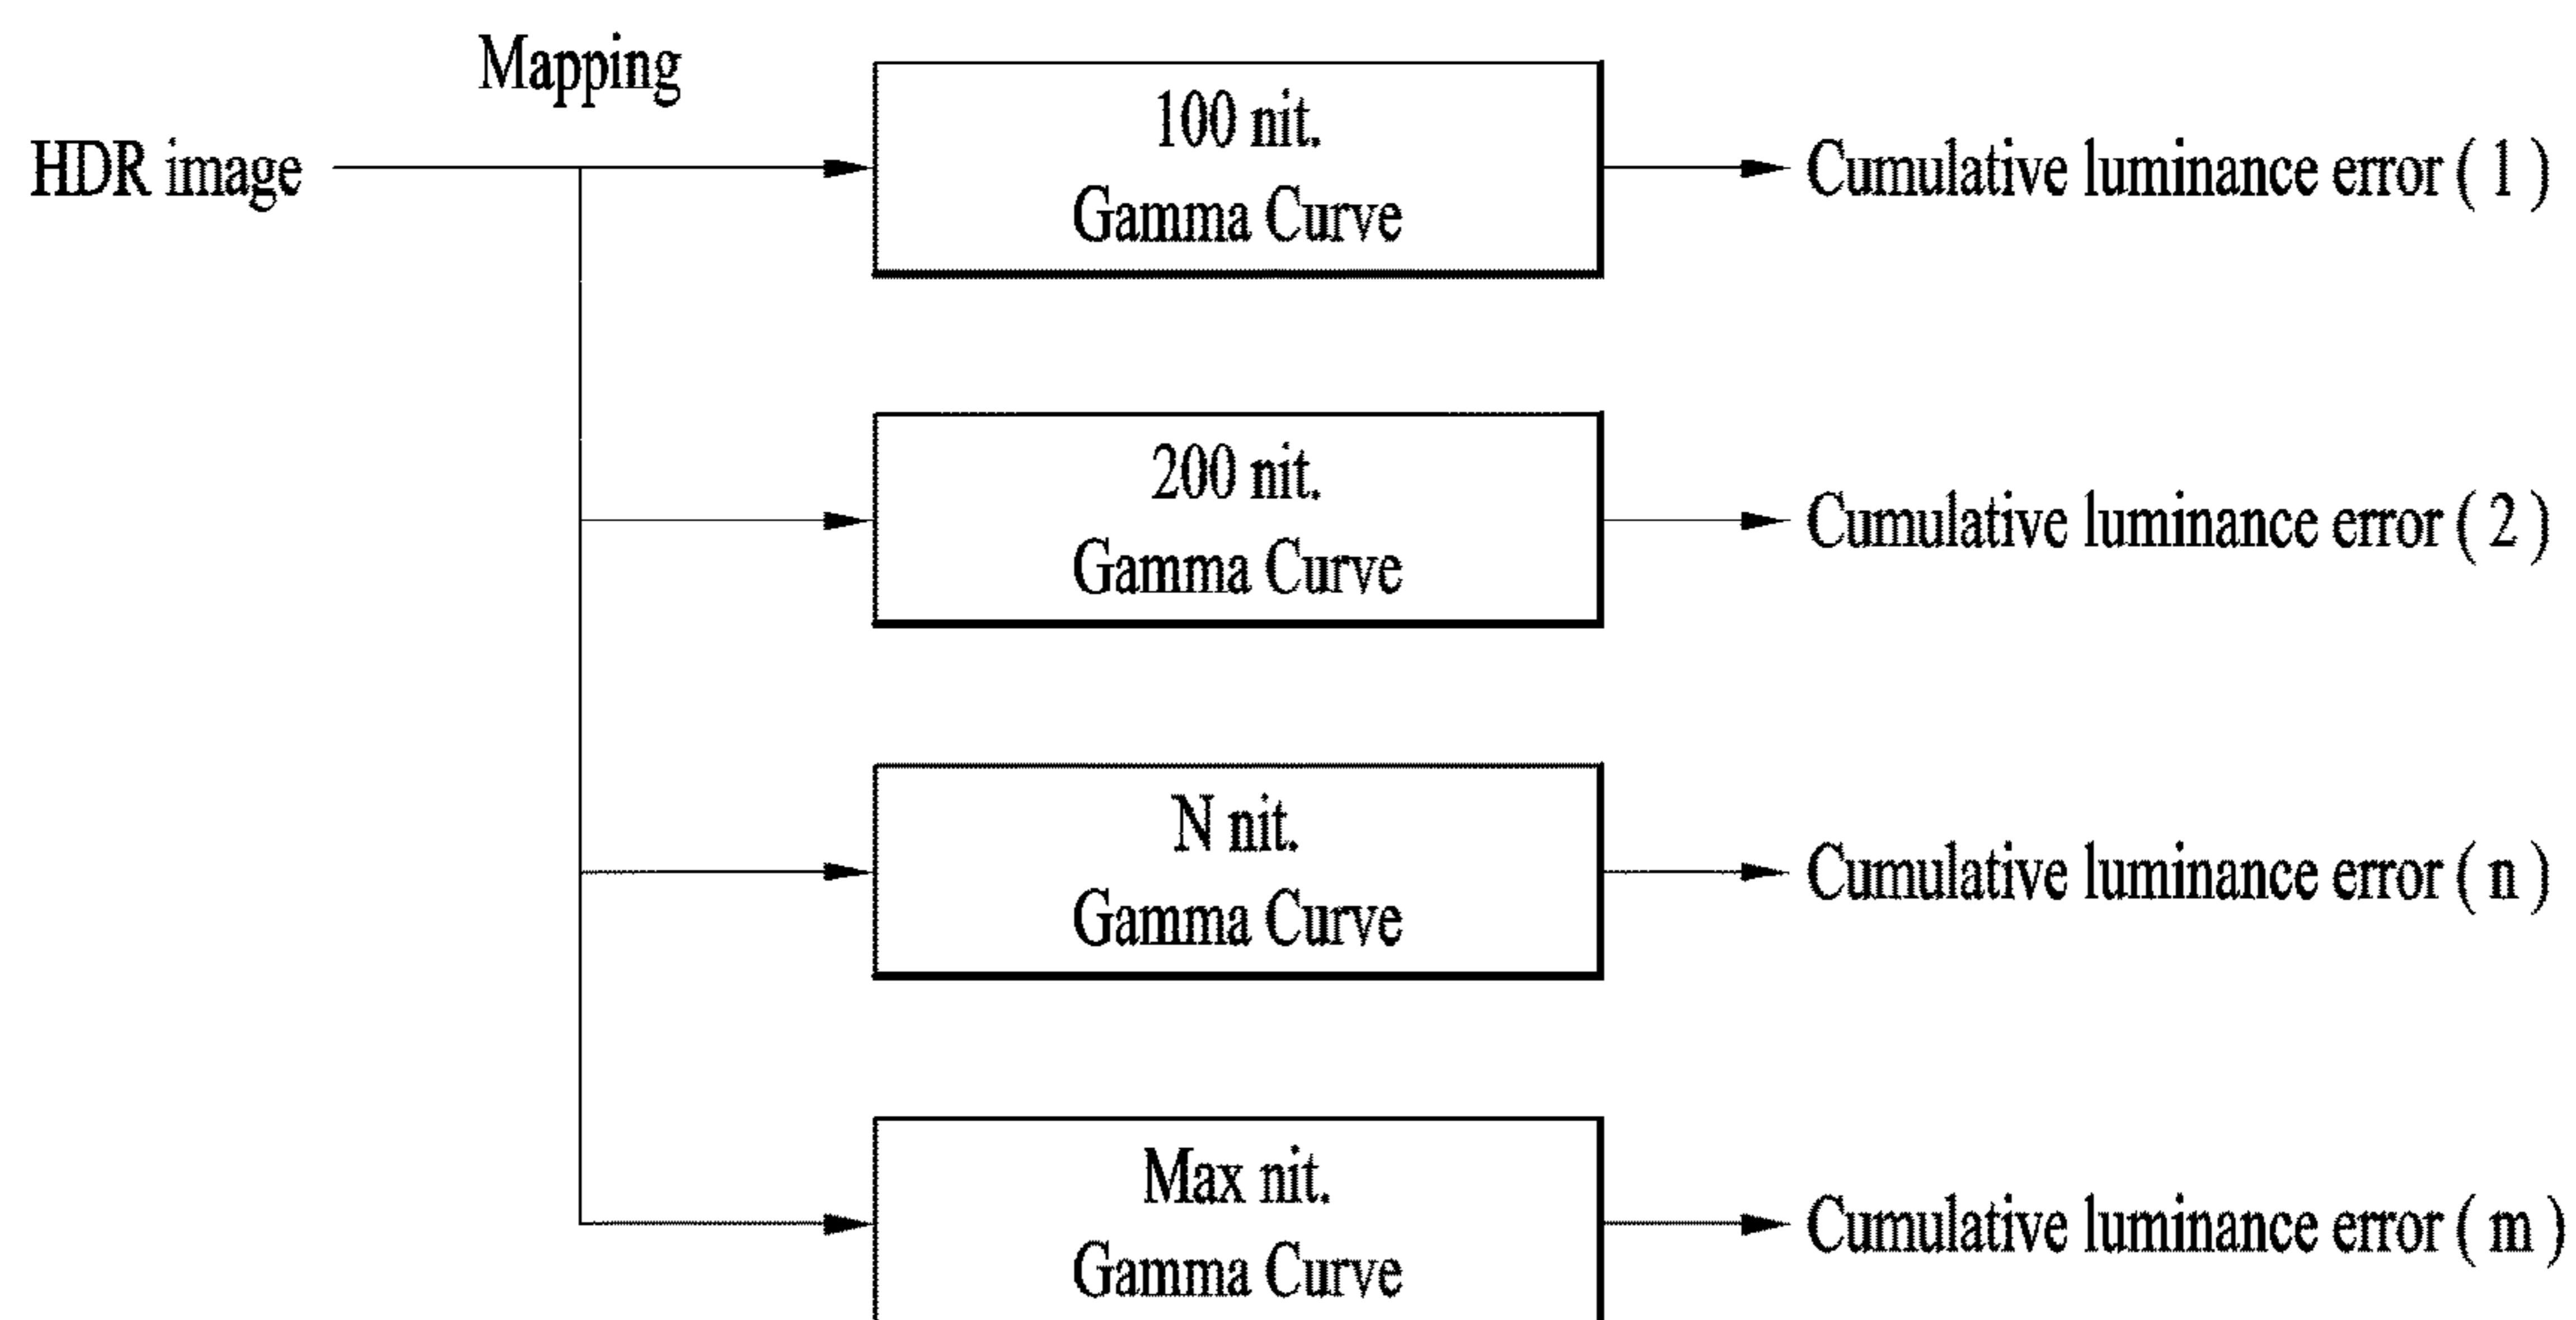 Mapping
HDR image
100 nit.
Gamma Curve
Cumulative luminance error ( 1 )
200 nit.
Gamma Curve
Cumulative luminance error ( 2 )
N nit.
Gamma Curve
Cumulative luminance error ( n )
Max nit.
Gamma Curve
Cumulative luminance error ( m )